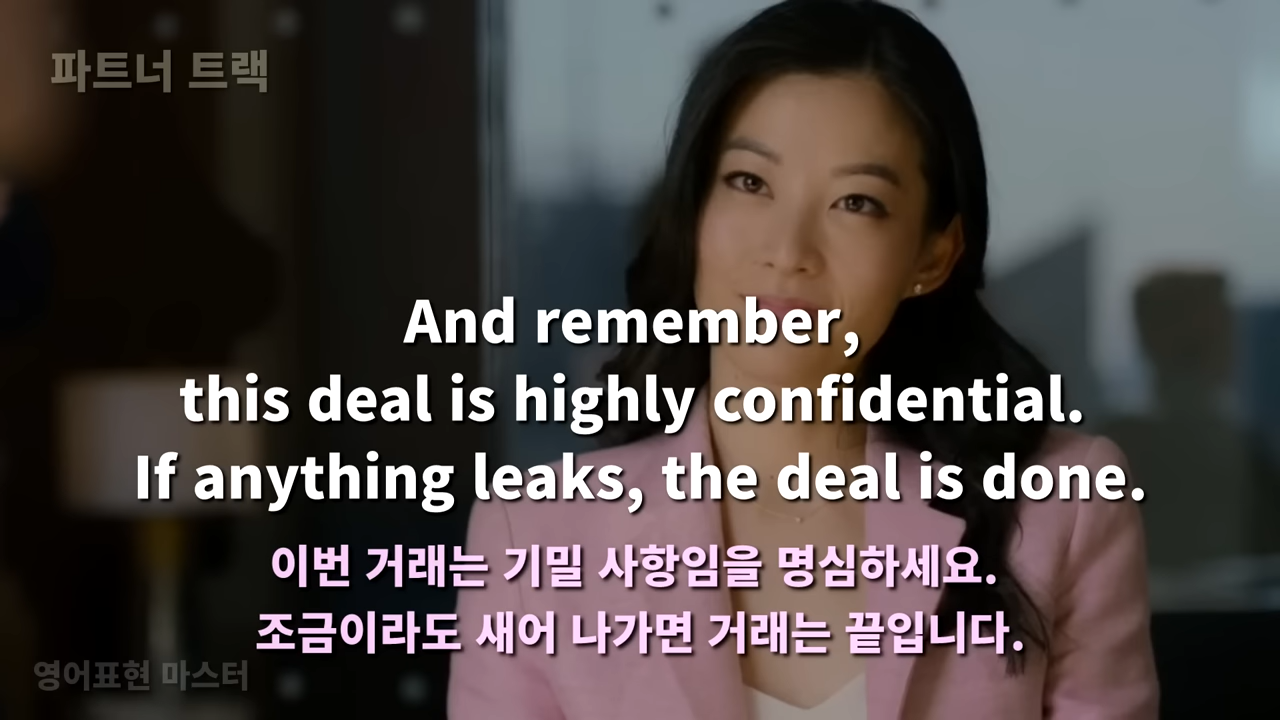 파트너 트랙
And remember,
this deal is highly confidential.
If anything leaks, the deal is done.
이번 거래는 기밀 사항임을 명심하세요.
조금이라도 새어 나가면 거래는 끝입니다.
영어표현 마스터